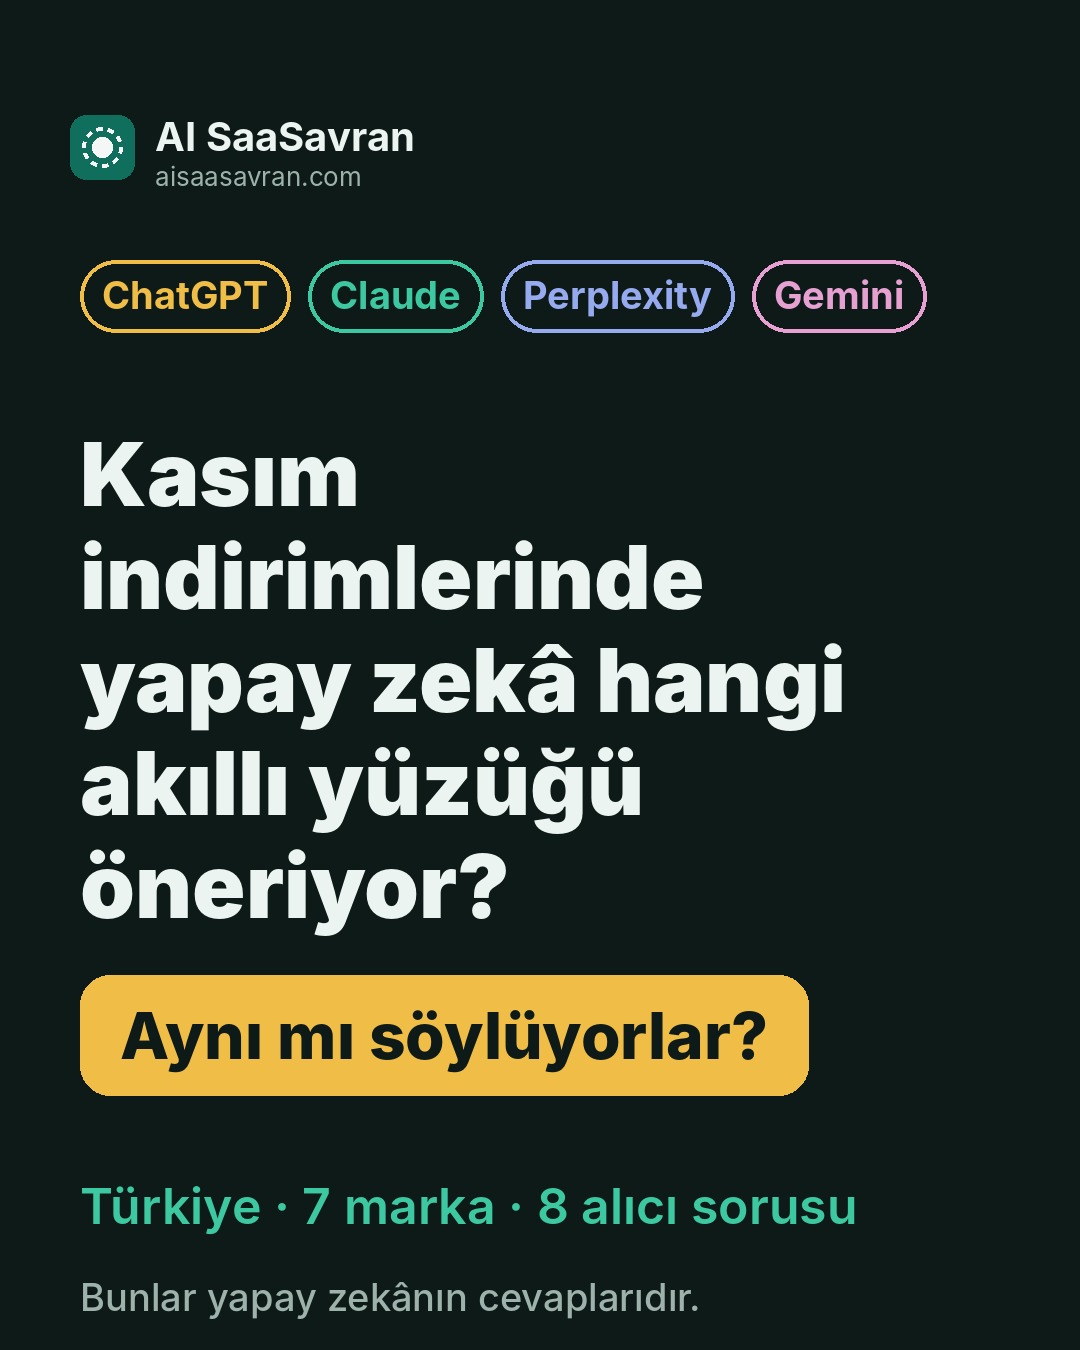 AI SaaSavran
aisaasavran.com
ChatGPT Claude Perplexity Gemini
Kasım
indirimlerinde
yapay zekâ hangi
akıllı yüzüğü
öneriyor?
Aynı mı söylüyorlar?
Türkiye · 7 marka · 8 alıcı sorusu
Bunlar yapay zekânın cevaplarıdır.